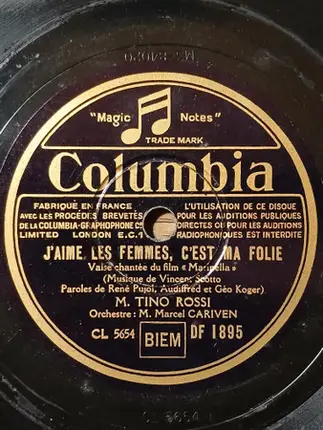 "Magic Notes"
TRADE MARK
Columbia
FABRIQUÉ EN FRANCE
AVEC LES PROCÉDÉS BREVETÉS
DE LA COLUMBIA-GRAPHOPHONE CO
LIMITED LONDON E.C.1
L'UTILISATION DE CE DISQUE
POUR LES AUDITIONS PUBLIQUES
DIRECTES OU POUR LES AUDITIONS
RADIOPHONIQUES EST INTERDITE
J'AIME LES FEMMES, C'EST MA FOLIE
Valse chantée du film « Marinella »
(Musique de Vincent Scotto
Paroles de René Pujol, Audiffred et Géo Koger)
M. TINO ROSSI
Orchestre : M. Marcel CARIVEN
CL 5654 BIEM DF 1895